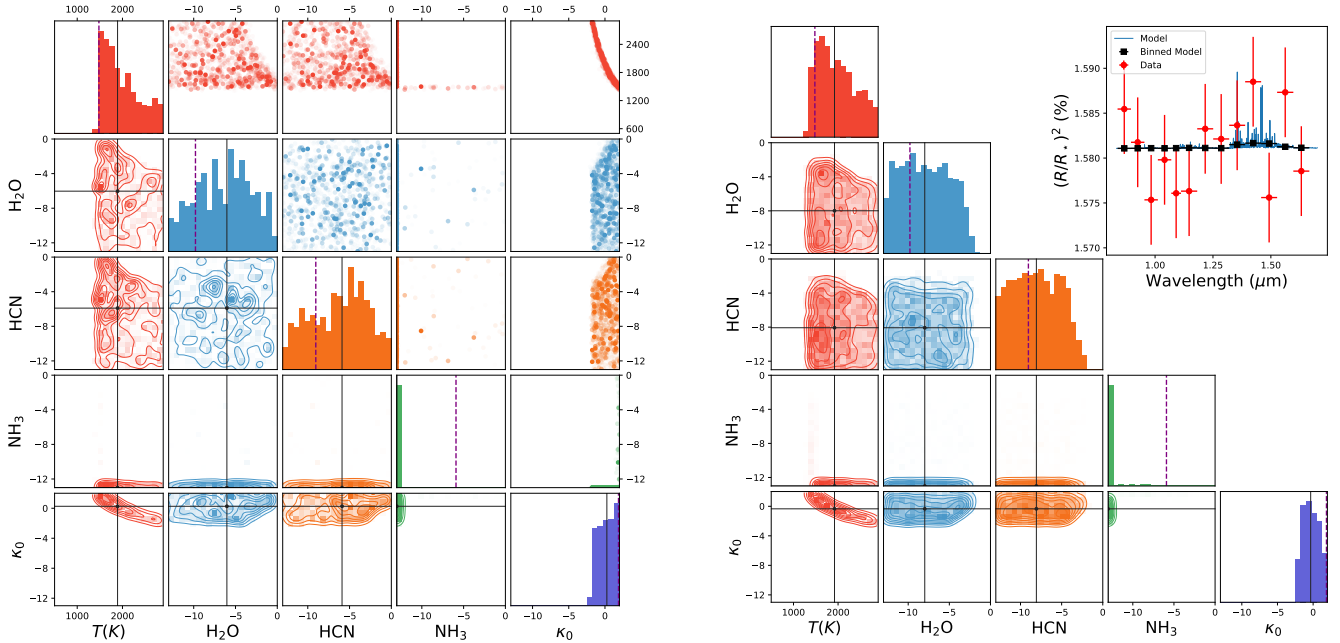 1000 2000 −10 −5 0 −10 −5 0 −10 −5 0 −10 −5 0
2400
1800
1200
600
H₂O
0
−4
−8
−12
0
−4
−8
−12
HCN
0
−4
−8
−12
0
−4
−8
−12
NH₃
0
−4
−8
−12
0
−4
−8
−12
κ₀
0
−4
−8
−12
1000 2000 −10 −5 0 −10 −5 0 −10 −5 0 −10 −5 0
T(K) H₂O HCN NH₃ κ₀
Model
Binned Model
Data
(R/R⋆)² (%)
1.590
1.585
1.580
1.575
1.570
1.00 1.25 1.50
Wavelength (μm)
H₂O
0
−4
−8
−12
HCN
0
−4
−8
−12
NH₃
0
−4
−8
−12
κ₀
0
−4
−8
−12
1000 2000 −10 −5 0 −10 −5 0 −10 −5 0 −10 −5 0
T(K) H₂O HCN NH₃ κ₀